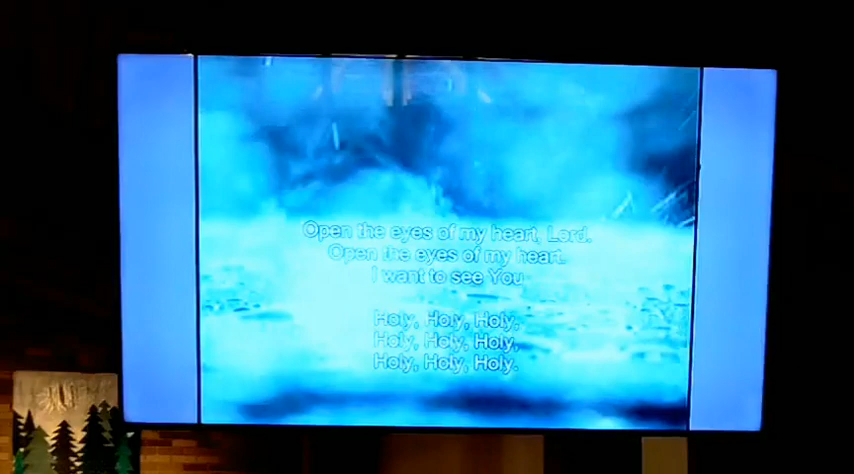 Open the eyes of my heart, Lord.
Open the eyes of my heart.
I want to see You
Holy, Holy, Holy,
Holy, Holy, Holy,
Holy, Holy, Holy.